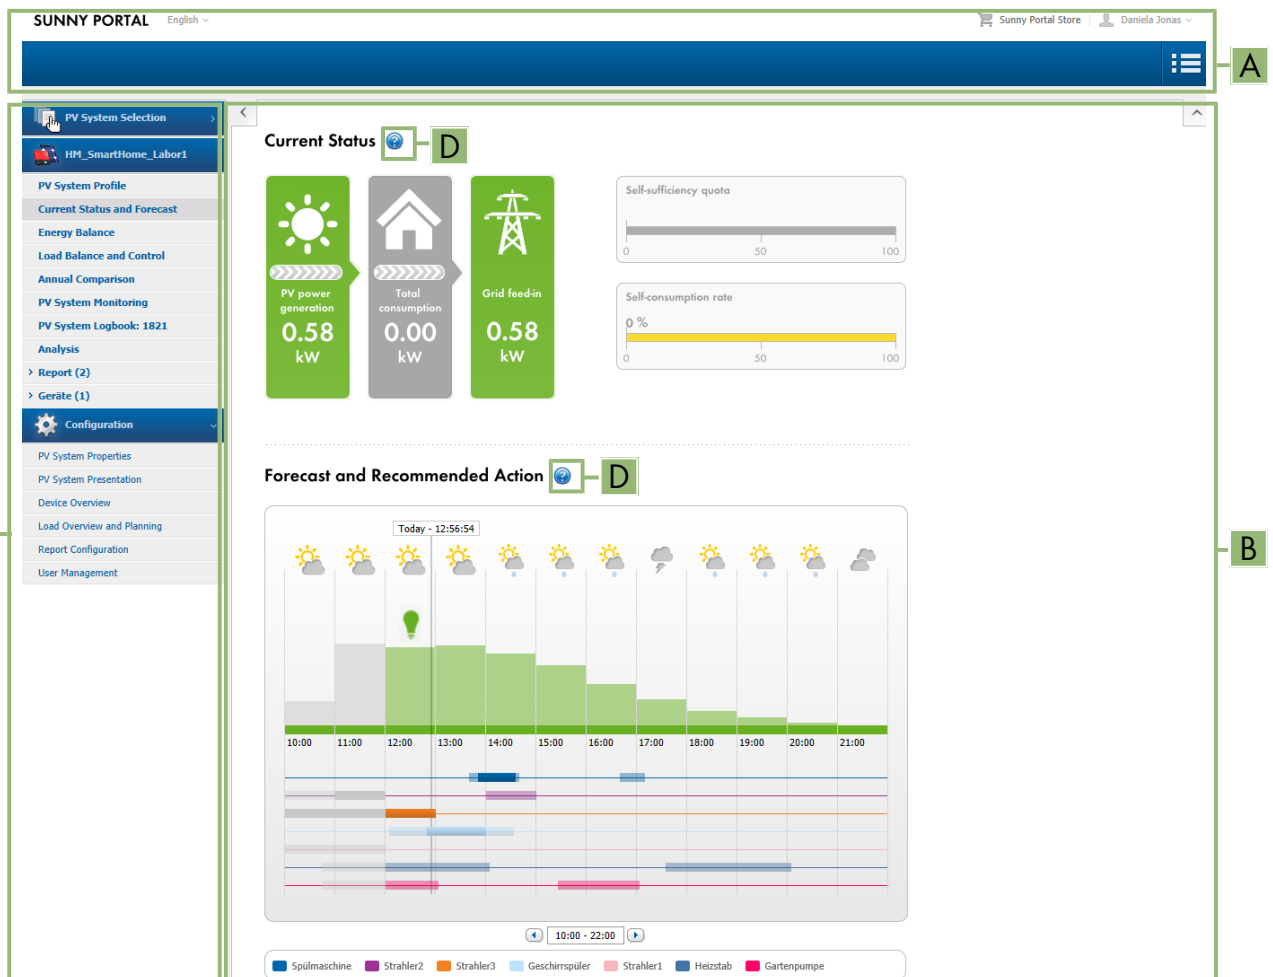 SUNNY PORTAL English
Sunny Portal Store Daniela Jonas
A
PV System Selection
HM_SmartHome_Labor1
PV System Profile
Current Status and Forecast
Energy Balance
Load Balance and Control
Annual Comparison
PV System Monitoring
PV System Logbook: 1821
Analysis
Report (2)
Geräte (1)
Configuration
PV System Properties
PV System Presentation
Device Overview
Load Overview and Planning
Report Configuration
User Management
Current Status ? D
PV power generation
0.58
kW
Total consumption
0.00
kW
Grid feed-in
0.58
kW
Self-sufficiency quota
0 50 100
Self-consumption rate
0 %
0 50 100
Forecast and Recommended Action ? D
B
Today - 12:56:54
10:00 11:00 12:00 13:00 14:00 15:00 16:00 17:00 18:00 19:00 20:00 21:00
10:00 - 22:00
Spülmaschine Strahler2 Strahler3 Geschirrspüler Strahler1 Heizstab Gartenpumpe